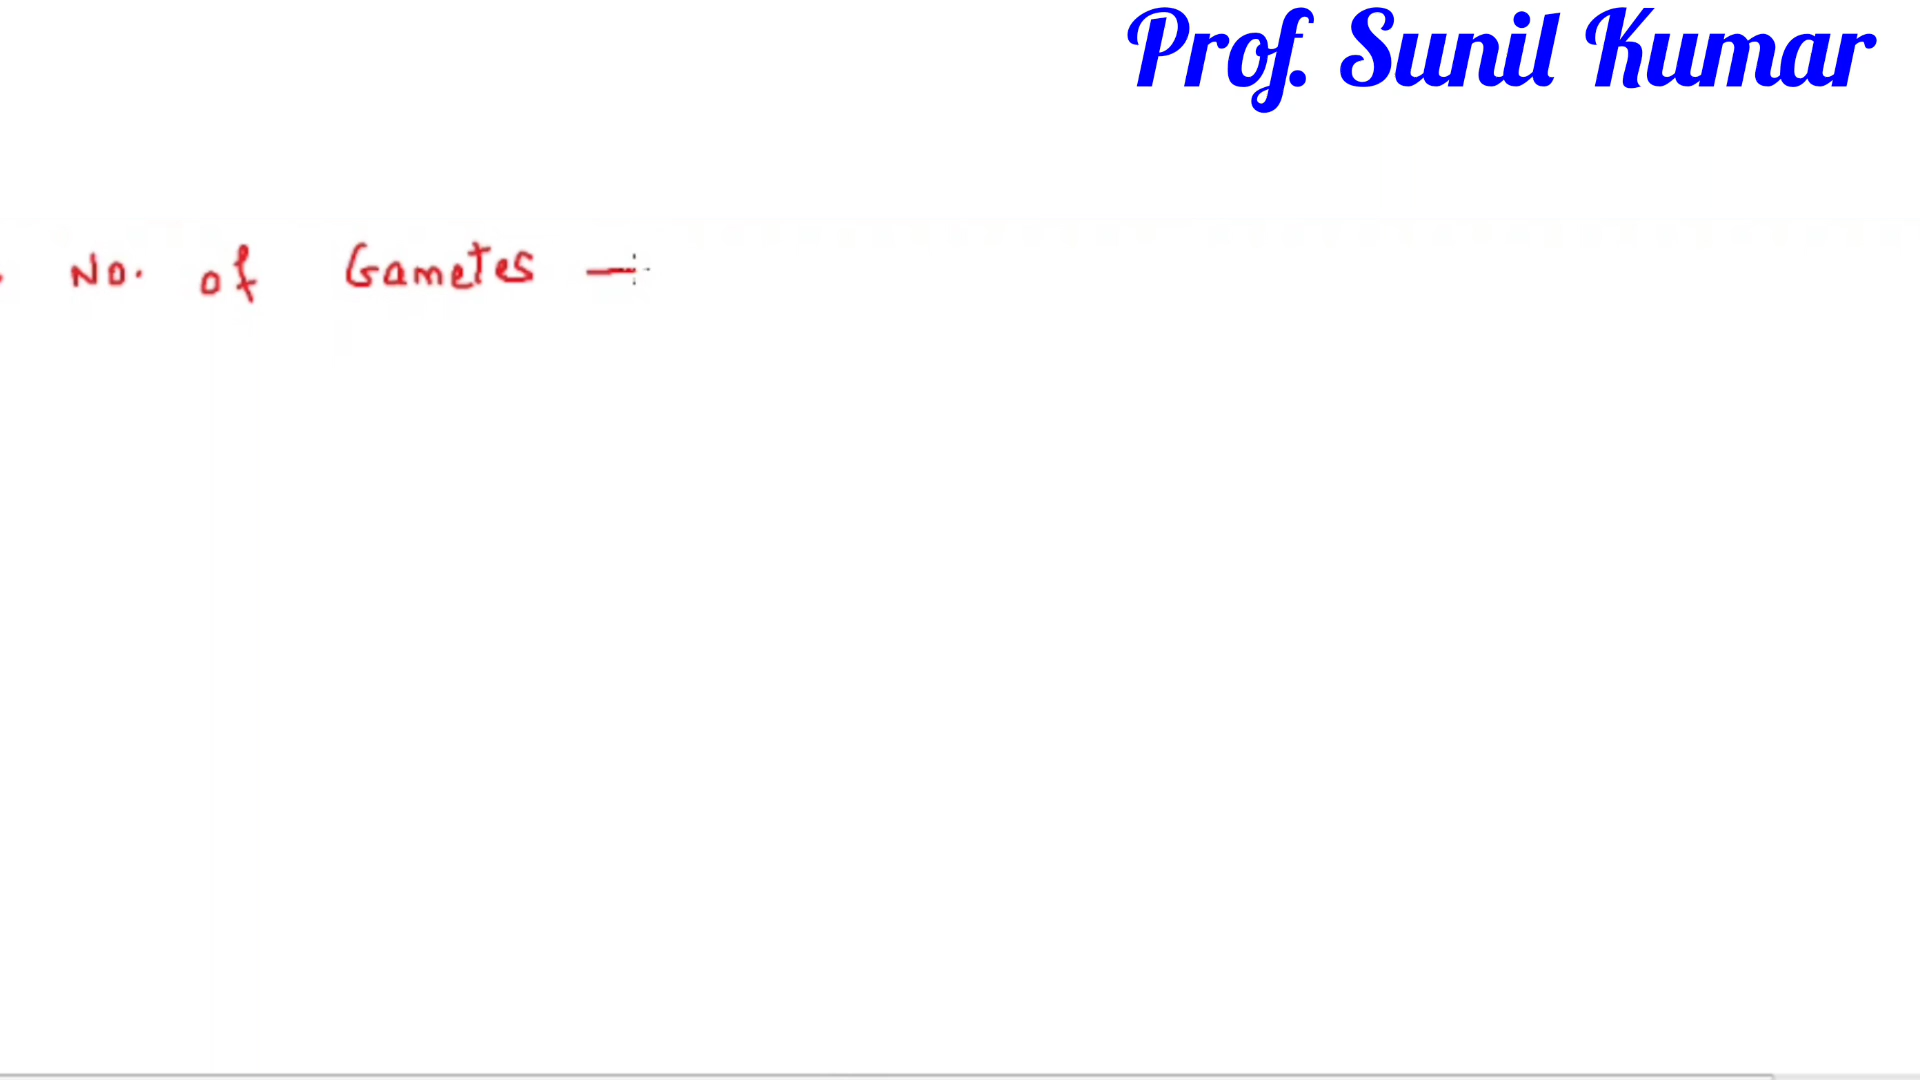 Prof. Sunil Kumar
No. of Gametes —